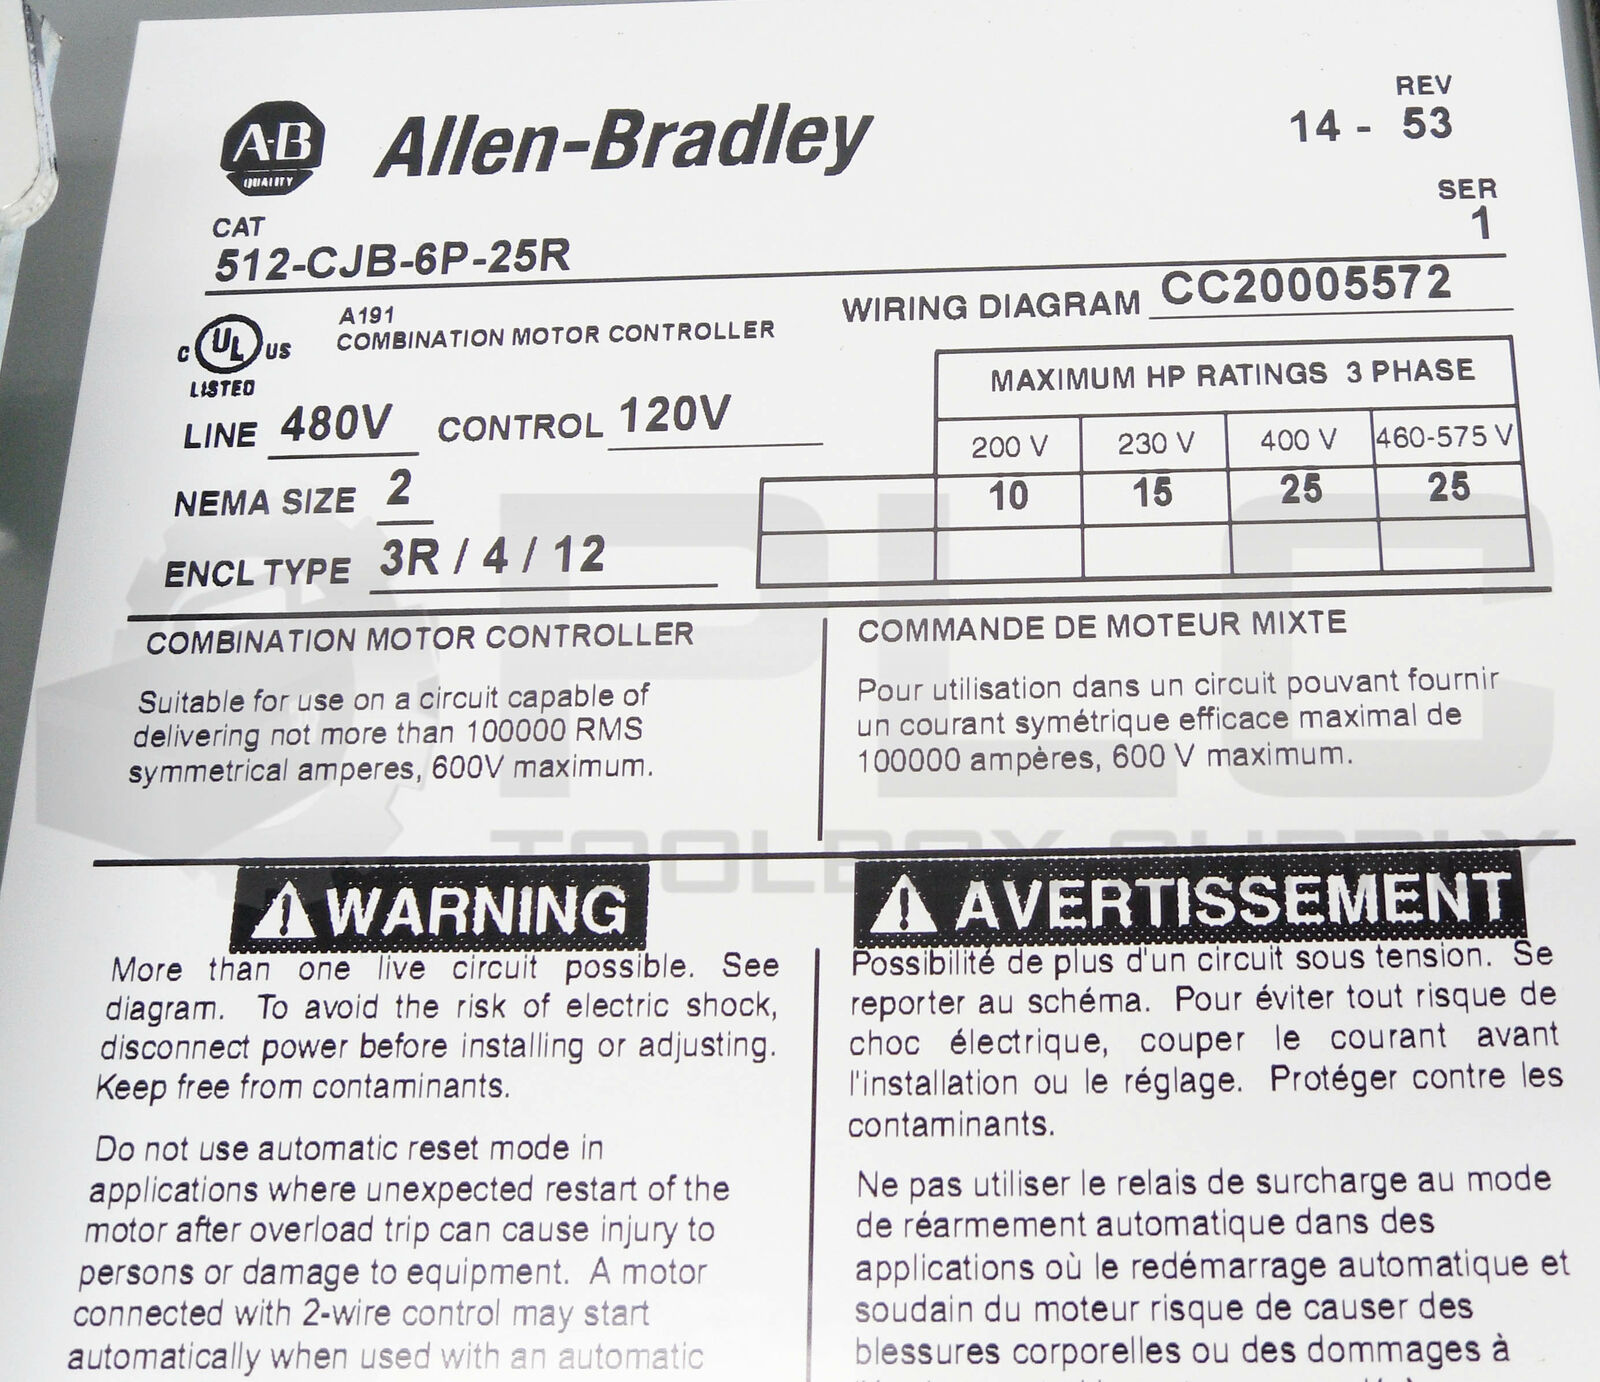 A-B
QUALITY
Allen-Bradley
REV
14 - 53
SER
1
CAT
512-CJB-6P-25R
C UL US
LISTED
A191
COMBINATION MOTOR CONTROLLER
WIRING DIAGRAM CC20005572
LINE 480V CONTROL 120V
NEMA SIZE 2
ENCL TYPE 3R / 4 / 12
MAXIMUM HP RATINGS 3 PHASE
200 V 230 V 400 V 460-575 V
10 15 25 25
COMBINATION MOTOR CONTROLLER
Suitable for use on a circuit capable of
delivering not more than 100000 RMS
symmetrical amperes, 600V maximum.
COMMANDE DE MOTEUR MIXTE
Pour utilisation dans un circuit pouvant fournir
un courant symétrique efficace maximal de
100000 ampères, 600 V maximum.
PLC
TOOLBOX SUPPLY
WARNING
More than one live circuit possible. See
diagram. To avoid the risk of electric shock,
disconnect power before installing or adjusting.
Keep free from contaminants.
Do not use automatic reset mode in
applications where unexpected restart of the
motor after overload trip can cause injury to
persons or damage to equipment. A motor
connected with 2-wire control may start
automatically when used with an automatic
AVERTISSEMENT
Possibilité de plus d'un circuit sous tension. Se
reporter au schéma. Pour éviter tout risque de
choc électrique, couper le courant avant
l'installation ou le réglage. Protéger contre les
contaminants.
Ne pas utiliser le relais de surcharge au mode
de réarmement automatique dans des
applications où le redémarrage automatique et
soudain du moteur risque de causer des
blessures corporelles ou des dommages à